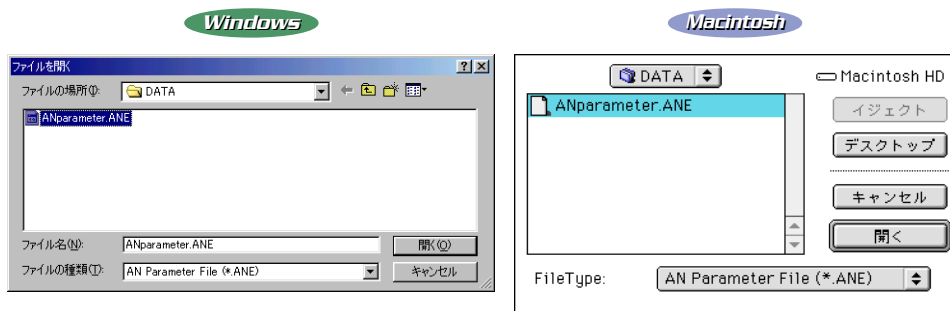 Windows
ファイルを開く
ファイルの場所(I):
DATA
ANparameter.ANE
ファイル名(N):
ANparameter.ANE
開く(O)
ファイルの種類(T):
AN Parameter File (*.ANE)
キャンセル
Macintosh
DATA
Macintosh HD
ANparameter.ANE
イジェクト
デスクトップ
キャンセル
開く
FileType:
AN Parameter File (*.ANE)